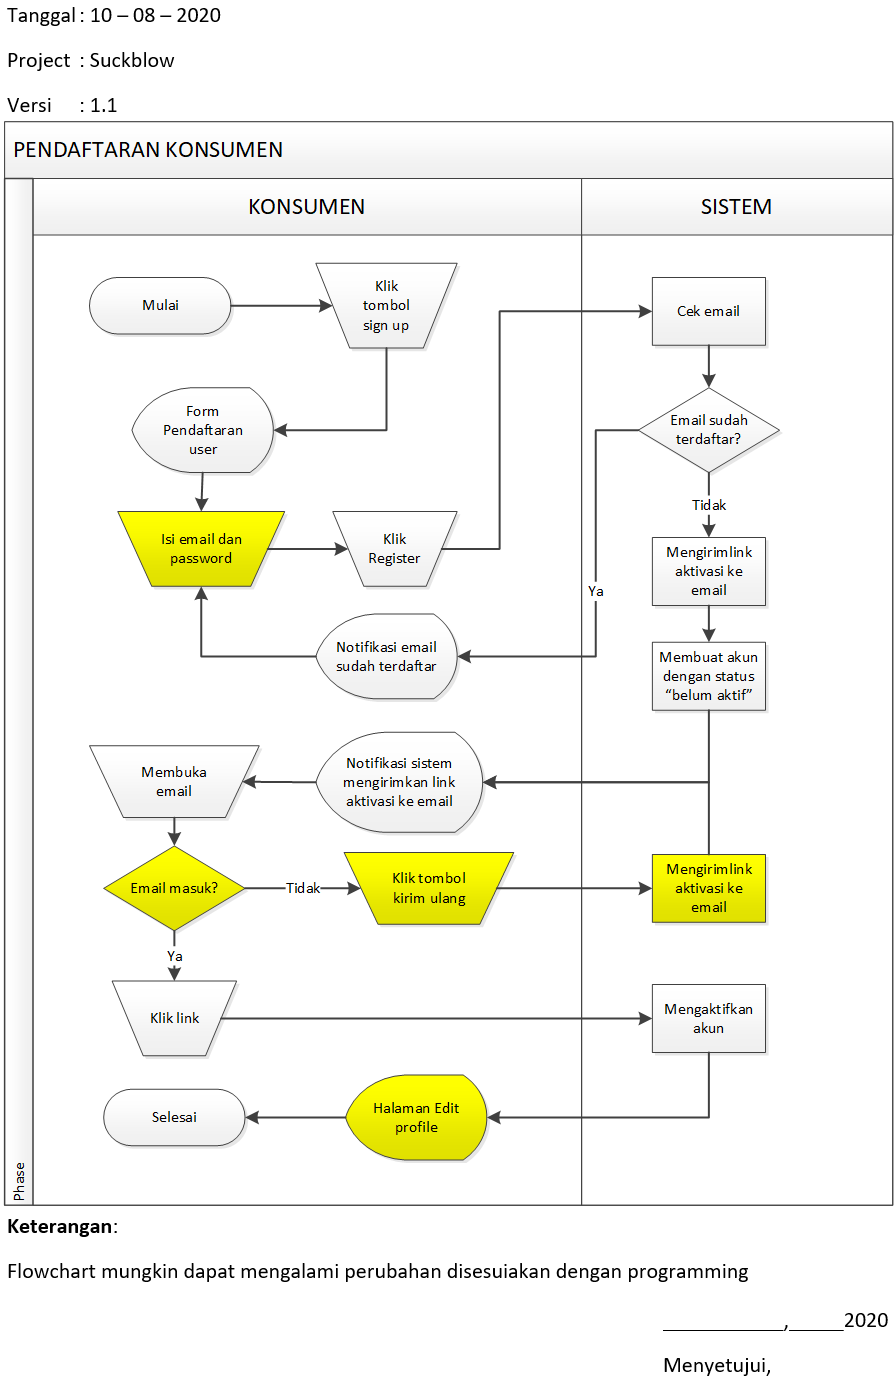 Tanggal : 10 – 08 – 2020
Project : Suckblow
Versi : 1.1
PENDAFTARAN KONSUMEN
KONSUMEN
SISTEM
Mulai
Klik
tombol
sign up
Cek email
Form
Pendaftaran
user
Email sudah
terdaftar?
Tidak
Isi email dan
password
Klik
Register
Mengirimlink
aktivasi ke
email
Ya
Notifikasi email
sudah terdaftar
Membuat akun
dengan status
“belum aktif”
Membuka
email
Notifikasi sistem
mengirimkan link
aktivasi ke email
Email masuk?
Tidak
Klik tombol
kirim ulang
Mengirimlink
aktivasi ke
email
Ya
Klik link
Mengaktifkan
akun
Selesai
Halaman Edit
profile
Phase
Keterangan:
Flowchart mungkin dapat mengalami perubahan disesuiakan dengan programming
___________,_____2020
Menyetujui,